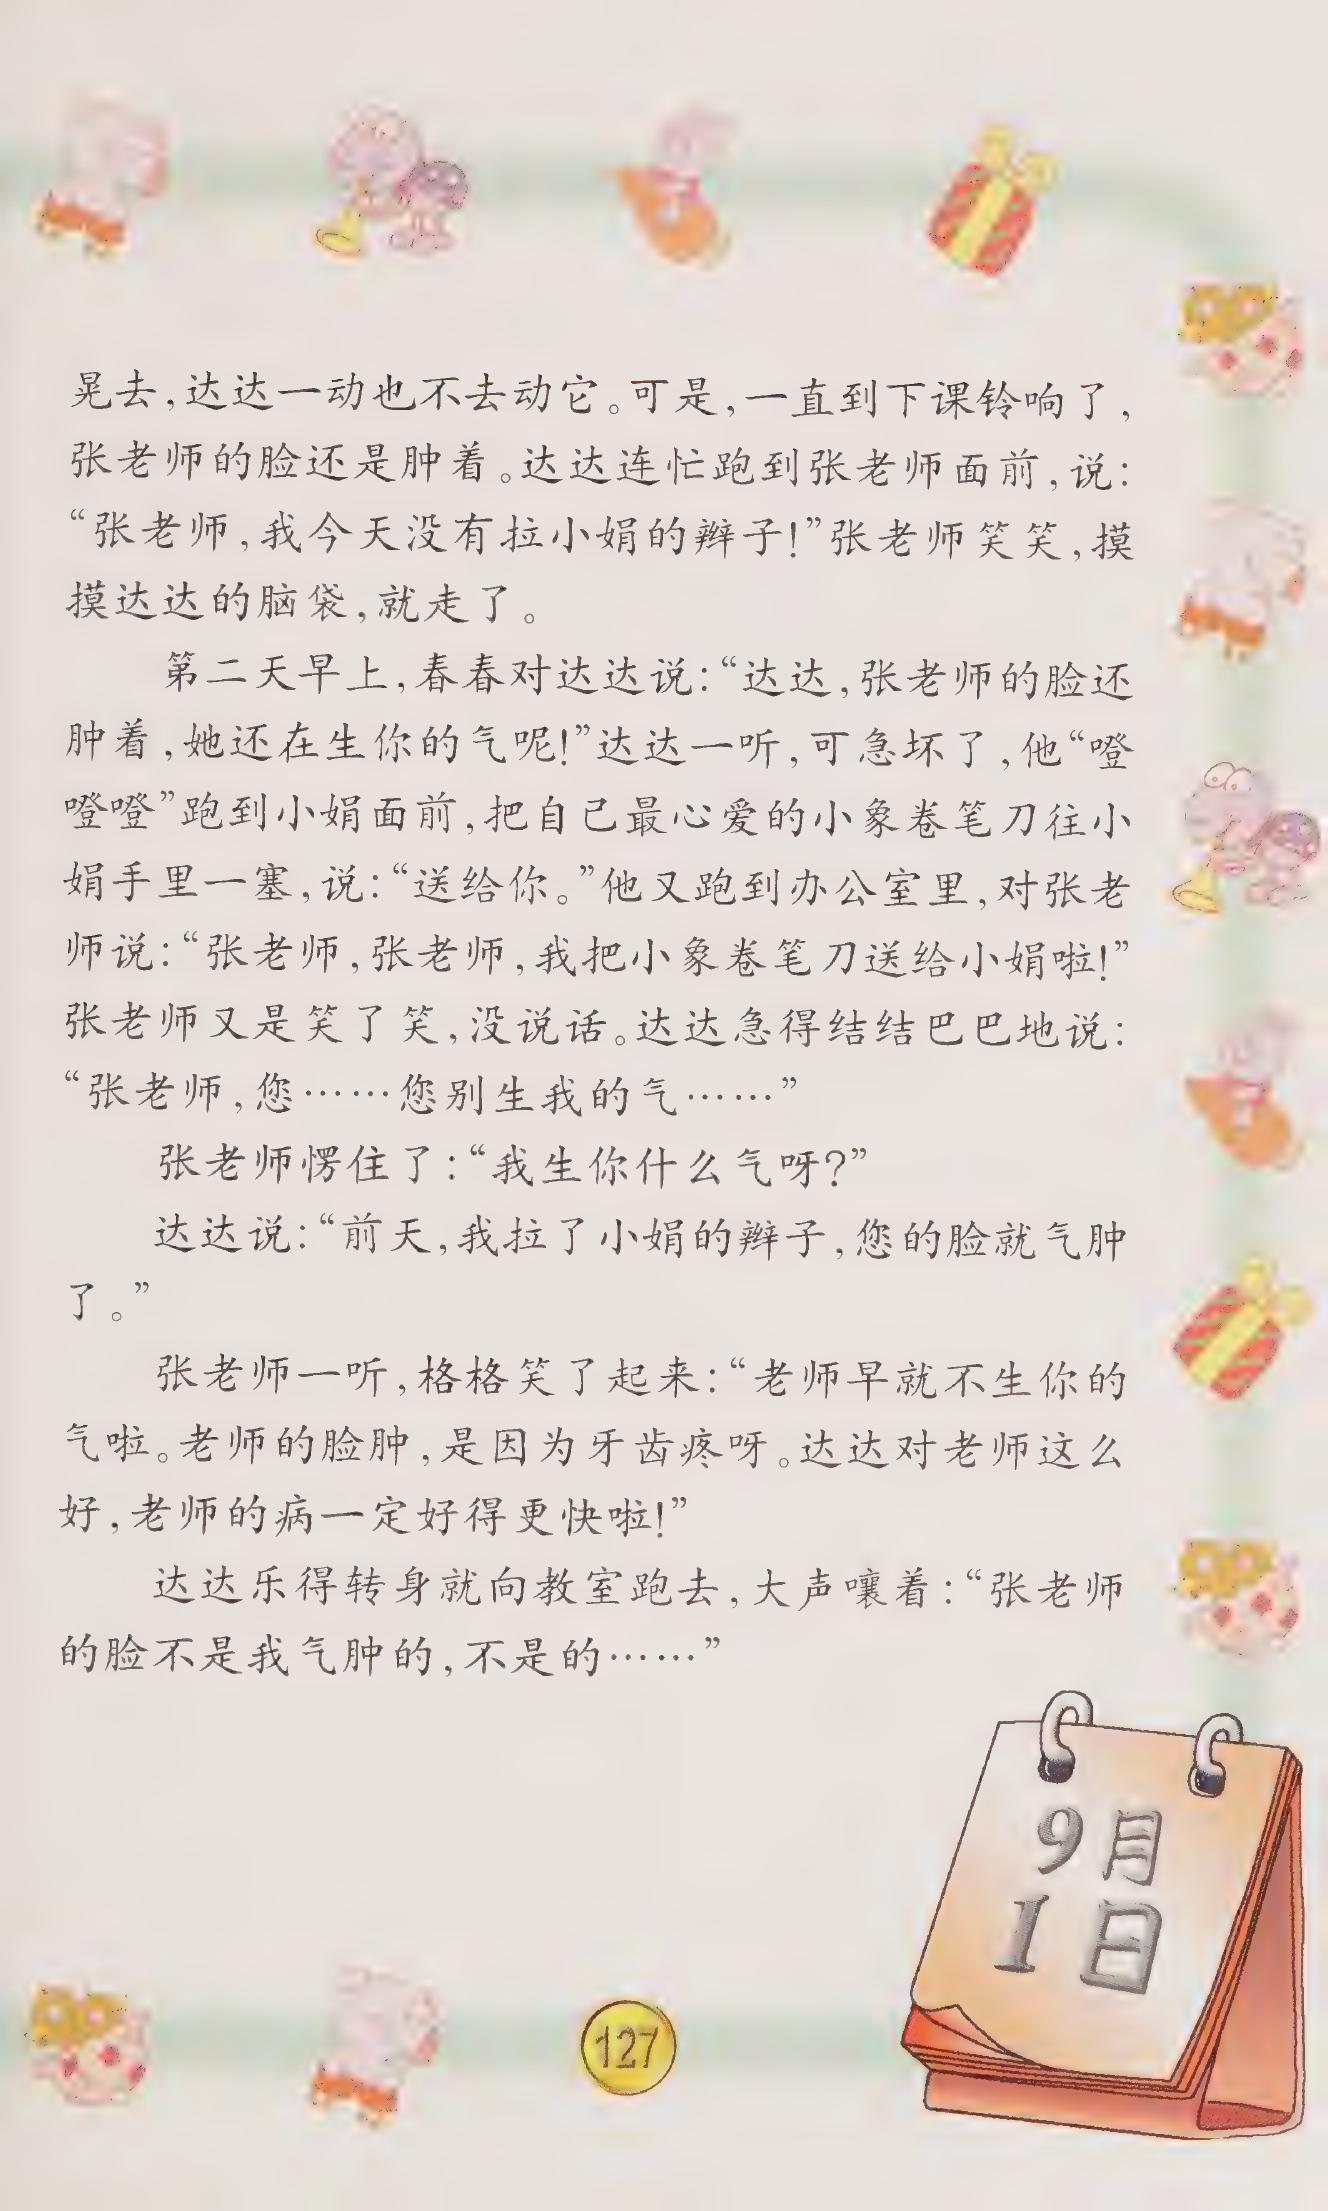 晃去,达达一动也不去动它。可是,一直到下课铃响了,
张老师的脸还是肿着。达达连忙跑到张老师面前,说:
“张老师,我今天没有拉小娟的辫子!”张老师笑笑,摸
摸达达的脑袋,就走了。
第二天早上,春春对达达说:“达达,张老师的脸还
肿着,她还在生你的气呢!”达达一听,可急坏了,他“噔
噔噔”跑到小娟面前,把自己最心爱的小象卷笔刀往小
娟手里一塞,说:“送给你。”他又跑到办公室里,对张老
师说:“张老师,张老师,我把小象卷笔刀送给小娟啦!”
张老师又是笑了笑,没说话。达达急得结结巴巴地说:
“张老师,您……您别生我的气……”
张老师愣住了:“我生你什么气呀?”
达达说:“前天,我拉了小娟的辫子,您的脸就气肿
了。”
张老师一听,格格笑了起来:“老师早就不生你的
气啦。老师的脸肿,是因为牙齿疼呀。达达对老师这么
好,老师的病一定好得更快啦!”
达达乐得转身就向教室跑去,大声嚷着:“张老师
的脸不是我气肿的,不是的……”
9月
1日
127